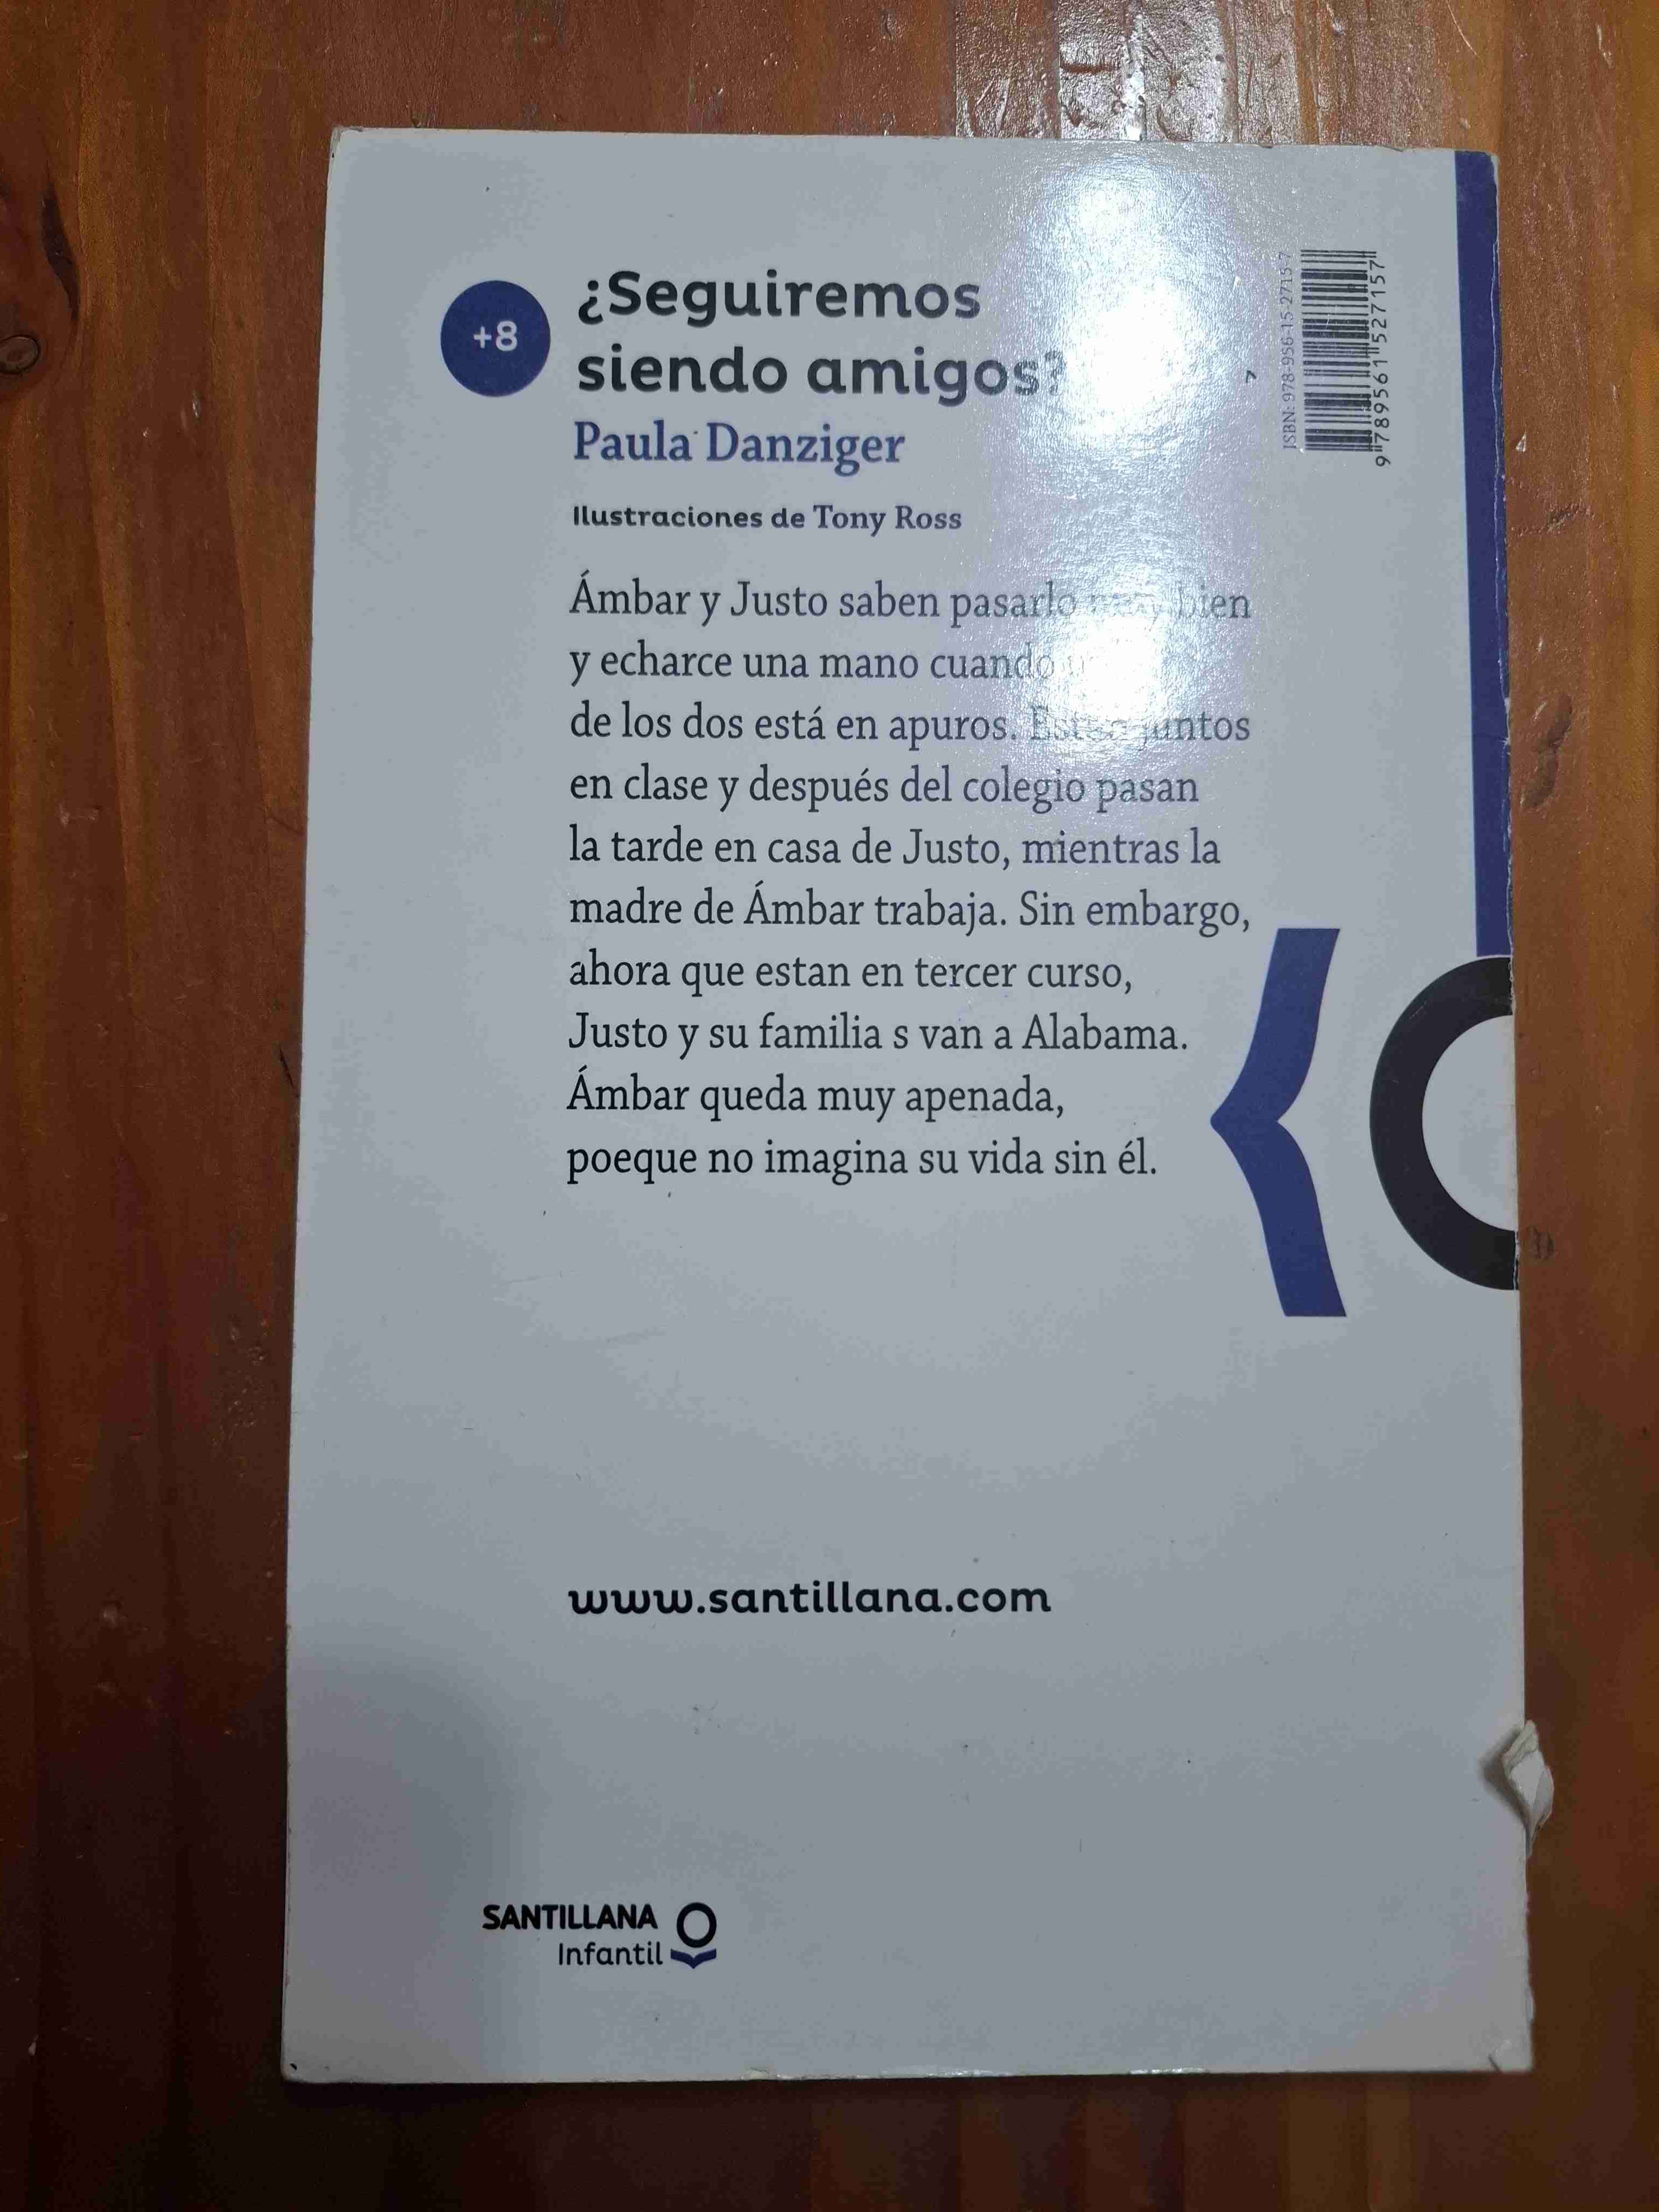 +8
¿Seguiremos
siendo amigos?
Paula Danziger
Ilustraciones de Tony Ross
Ámbar y Justo saben pasarlo muy bien
y echarce una mano cuando
de los dos está en apuros. Están juntos
en clase y después del colegio pasan
la tarde en casa de Justo, mientras la
madre de Ámbar trabaja. Sin embargo,
ahora que estan en tercer curso,
Justo y su familia s van a Alabama.
Ámbar queda muy apenada,
poeque no imagina su vida sin él.
ISBN: 978-956-15-2715-7
9 789561 527157
www.santillana.com
SANTILLANA
Infantil